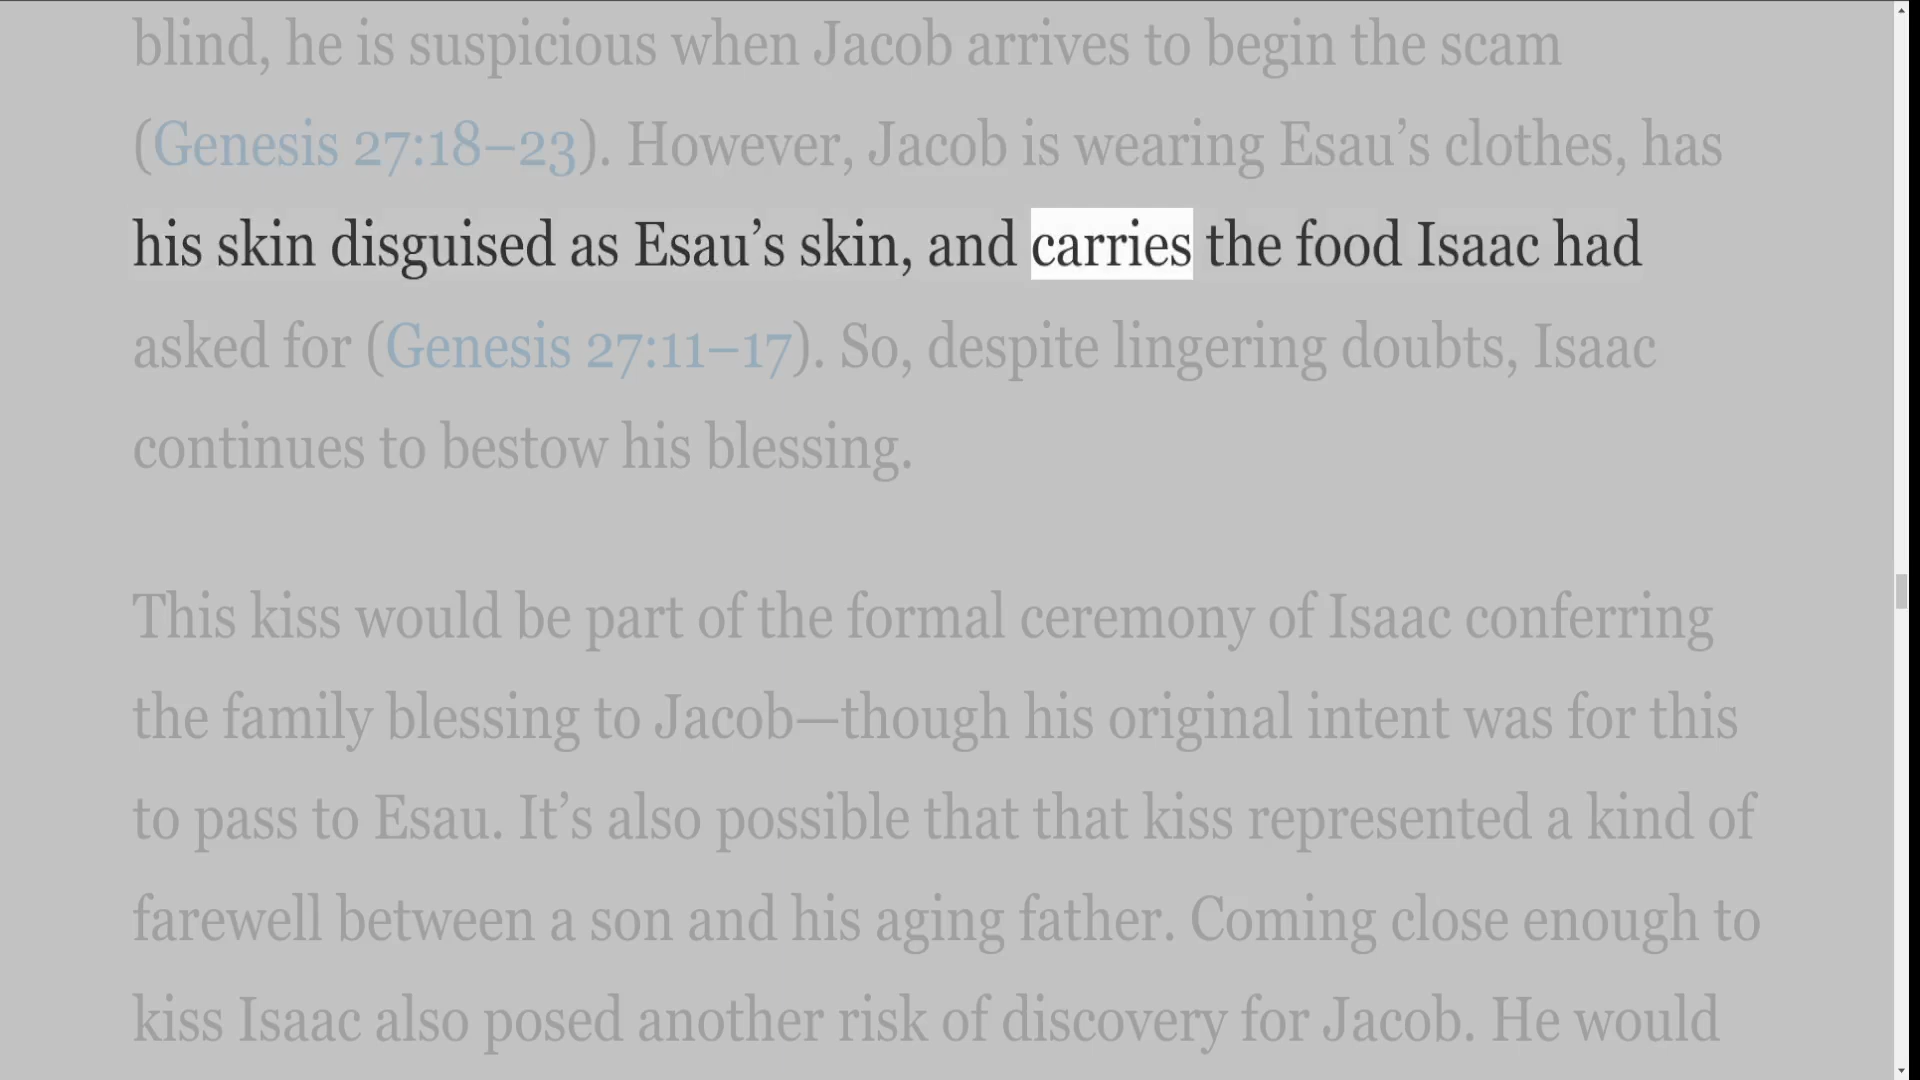 blind, he is suspicious when Jacob arrives to begin the scam
(Genesis 27:18–23). However, Jacob is wearing Esau’s clothes, has
his skin disguised as Esau’s skin, and carries the food Isaac had
asked for (Genesis 27:11–17). So, despite lingering doubts, Isaac
continues to bestow his blessing.
This kiss would be part of the formal ceremony of Isaac conferring
the family blessing to Jacob—though his original intent was for this
to pass to Esau. It’s also possible that that kiss represented a kind of
farewell between a son and his aging father. Coming close enough to
kiss Isaac also posed another risk of discovery for Jacob. He would